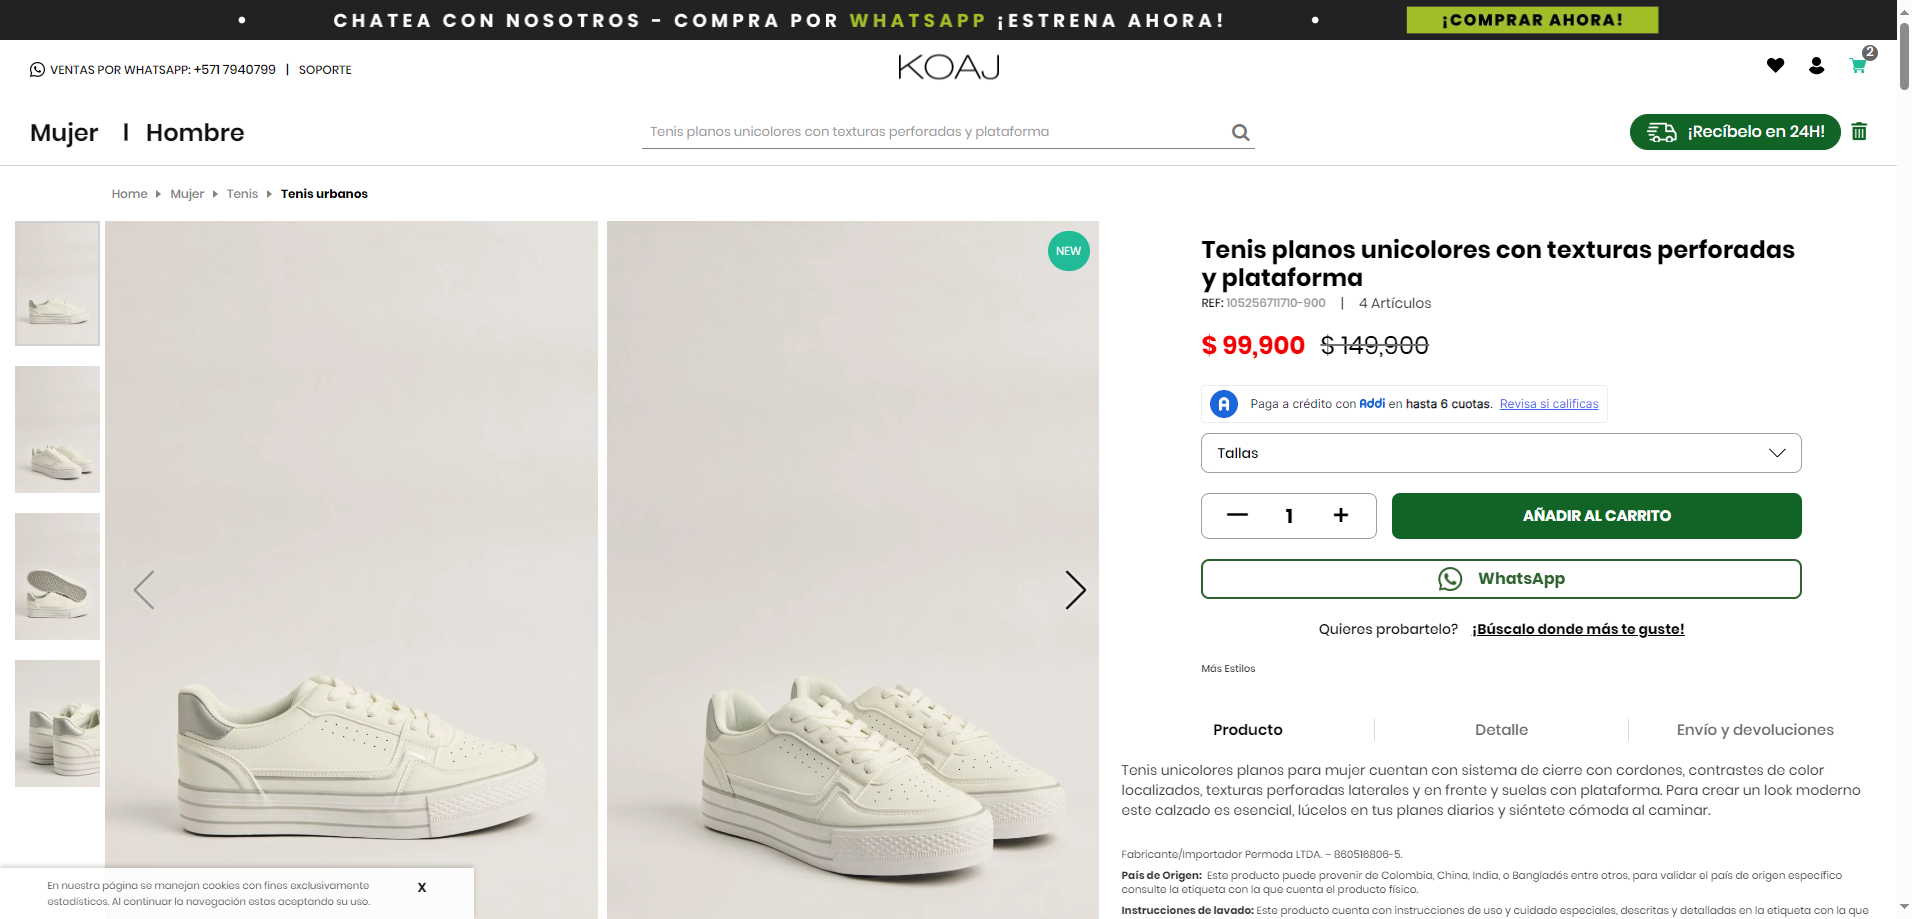 CHATEA CON NOSOTROS - COMPRA POR WHATSAPP ¡ESTRENA AHORA!
¡COMPRAR AHORA!
VENTAS POR WHATSAPP: +571 7940799 | SOPORTE
KOAJ
2
Mujer | Hombre
Tenis planos unicolores con texturas perforadas y plataforma
¡Recíbelo en 24H!
Home Mujer Tenis Tenis urbanos
NEW
Tenis planos unicolores con texturas perforadas
y plataforma
REF: 105256711710-900 | 4 Artículos
$ 99,900 $ 149,900
Paga a crédito con Addi en hasta 6 cuotas. Revisa si calificas
Tallas
1
AÑADIR AL CARRITO
WhatsApp
Quieres probartelo? ¡Búscalo donde más te guste!
Más Estilos
Producto
Detalle
Envío y devoluciones
Tenis unicolores planos para mujer cuentan con sistema de cierre con cordones, contrastes de color
localizados, texturas perforadas laterales y en frente y suelas con plataforma. Para crear un look moderno
este calzado es esencial, lúcelos en tus planes diarios y siéntete cómoda al caminar.
Fabricante/Importador Permoda LTDA. – 860516806-5.
País de Origen: Este producto puede provenir de Colombia, China, India, o Bangladés entre otros, para validar el país de origen específico
consulte la etiqueta con la que cuenta el producto físico.
Instrucciones de lavado: Este producto cuenta con instrucciones de uso y cuidado especiales, descritas y detalladas en la etiqueta con la que
En nuestra página se manejan cookies con fines exclusivamente
estadísticos. Al continuar la navegación estas aceptando su uso.
X